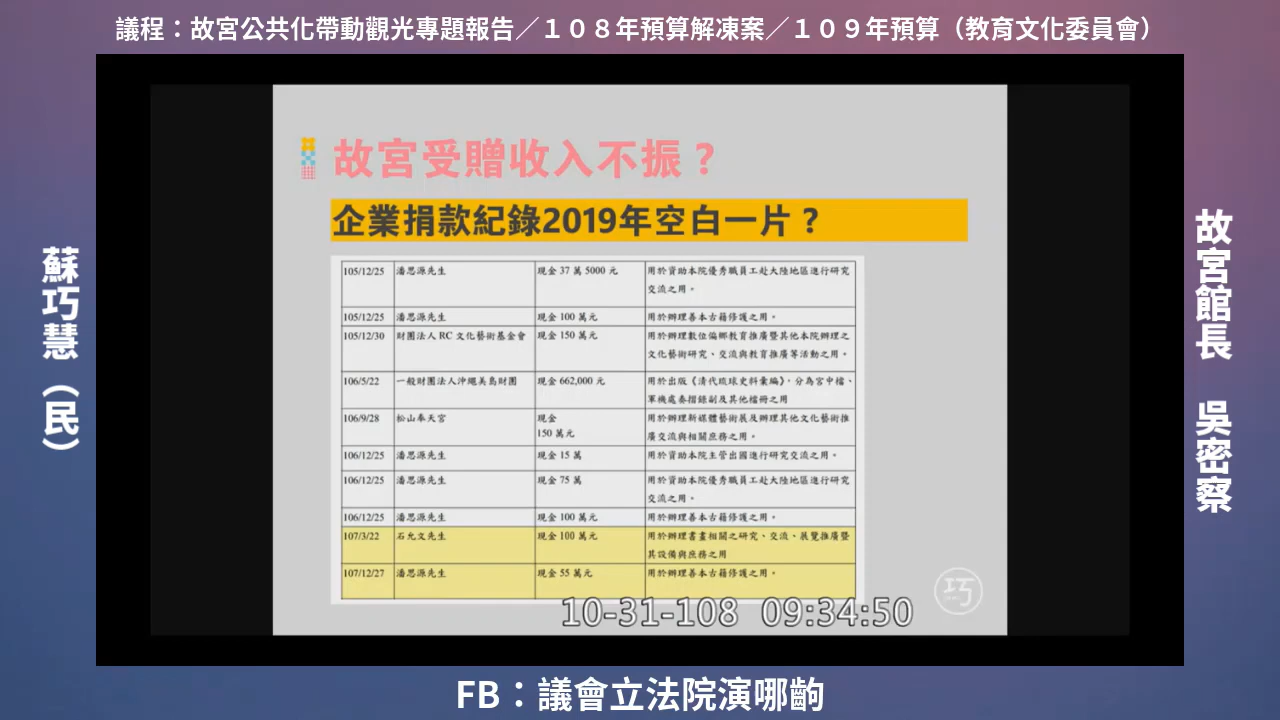 議程：故宮公共化帶動觀光專題報告／１０８年預算解凍案／１０９年預算（教育文化委員會）
蘇巧慧（民）
故宮受贈收入不振？
企業捐款紀錄2019年空白一片？
105/12/25 潘思源先生 現金 37 萬 5000 元 用於資助本院優秀職員工赴大陸地區進行研究
交流之用。
105/12/25 潘思源先生 現金 100 萬元 用於辦理善本古籍修護之用。
105/12/30 財團法人 RC 文化藝術基金會 現金 150 萬元 用於辦理數位偏鄉教育推廣暨其他本院辦理之
文化藝術研究、交流與教育推廣等活動之用。
106/5/22 一般財團法人沖繩美島財團 現金 662,000 元 用於出版《清代琉球史料彙編》，分為宮中檔、
軍機處奏摺錄副及其他檔冊之用
106/9/28 松山奉天宮 現金 用於辦理新媒體藝術展及辦理其他文化藝術推
150 萬元 廣交流與相關庶務之用。
106/12/25 潘思源先生 現金 15 萬 用於資助本院主管出國進行研究交流之用。
106/12/25 潘思源先生 現金 75 萬 用於資助本院優秀職員工赴大陸地區進行研究
交流之用。
106/12/25 潘思源先生 現金 100 萬元 用於辦理善本古籍修護之用。
107/3/22 石允文先生 現金 100 萬元 用於辦理書畫相關之研究、交流、展覽推廣暨
其設備與庶務之用
107/12/27 潘思源先生 現金 55 萬元 用於辦理善本古籍修護之用。
巧
10-31-108 09:34:50
故宮館長 吳密察
FB：議會立法院演哪齣